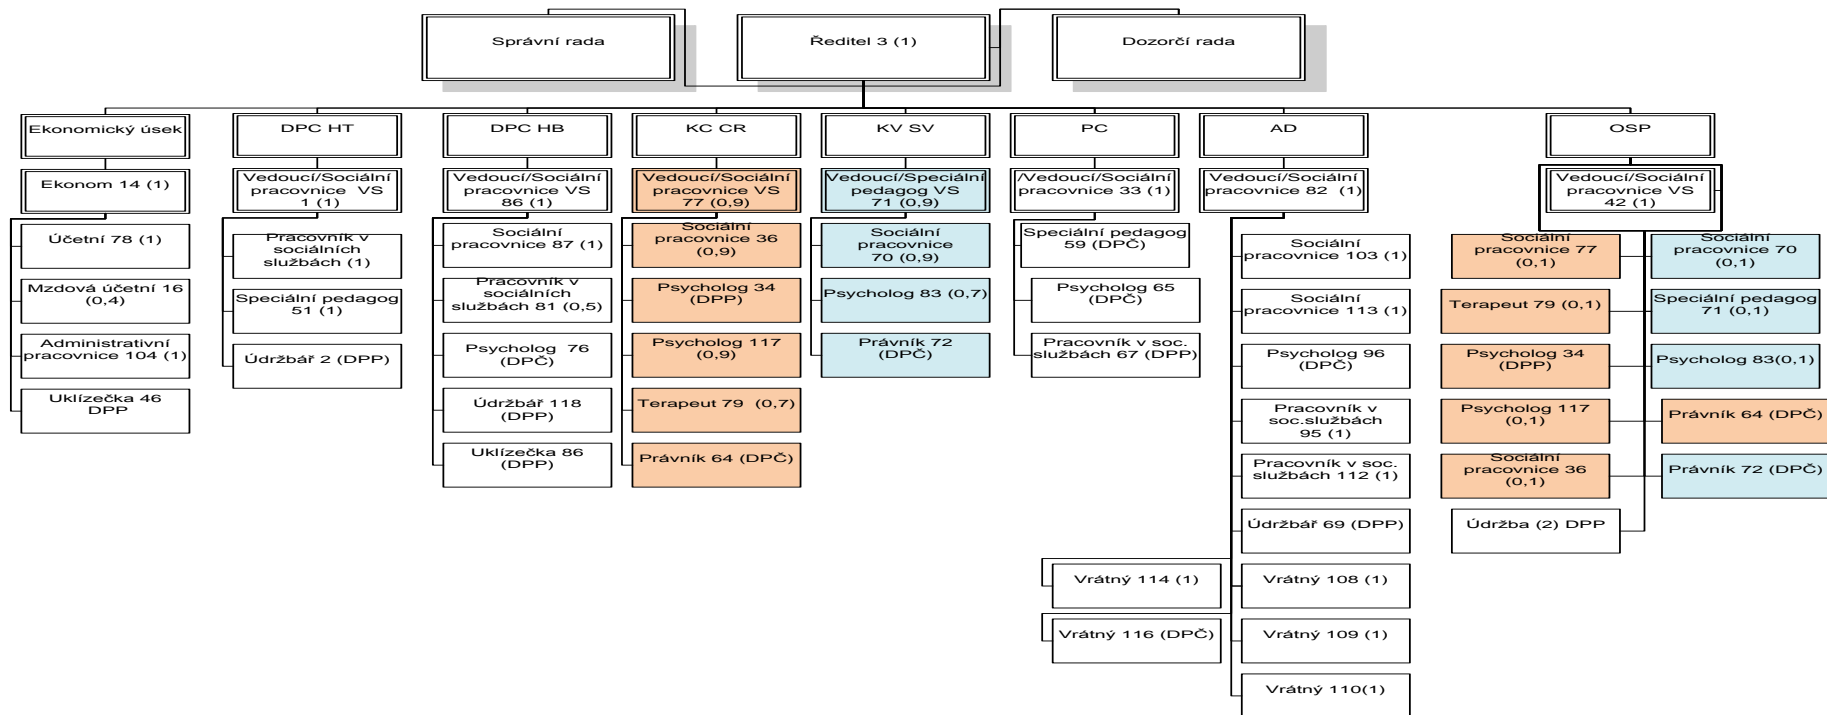 Správní rada
Ředitel 3 (1)
Dozorčí rada
Ekonomický úsek
DPC HT
DPC HB
KC CR
KV SV
PC
AD
OSP
Ekonom 14 (1)
Vedoucí/Sociální
pracovnice VS
1 (1)
Vedoucí/Sociální
pracovnice VS
86 (1)
Vedoucí/Sociální
pracovnice VS
77 (0,9)
Vedoucí/Speciální
pedagog VS
71 (0,9)
/Vedoucí/Sociální
pracovnice 33 (1)
Vedoucí/Sociální
pracovnice 82 (1)
Vedoucí/Sociální
pracovnice VS
42 (1)
Účetní 78 (1)
Mzdová účetní 16
(0,4)
Administrativní
pracovnice 104 (1)
Uklízečka 46
DPP
Pracovník v
sociálních
službách (1)
Speciální pedagog
51 (1)
Údržbář 2 (DPP)
Sociální
pracovnice 87 (1)
Pracovník v
sociálních
službách 81 (0,5)
Psycholog 76
(DPČ)
Údržbář 118
(DPP)
Uklízečka 86
(DPP)
Sociální
pracovnice 36
(0,9)
Psycholog 34
(DPP)
Psycholog 117
(0,9)
Terapeut 79 (0,7)
Právník 64 (DPČ)
Sociální
pracovnice
70 (0,9)
Psycholog 83 (0,7)
Právník 72
(DPČ)
Speciální pedagog
59 (DPČ)
Psycholog 65
(DPČ)
Pracovník v soc.
službách 67 (DPP)
Sociální
pracovnice 103 (1)
Sociální
pracovnice 113 (1)
Psycholog 96
(DPČ)
Pracovník v
soc.službách
95 (1)
Pracovník v soc.
službách 112 (1)
Údržbář 69 (DPP)
Vrátný 114 (1)
Vrátný 108 (1)
Vrátný 116 (DPČ)
Vrátný 109 (1)
Vrátný 110(1)
Sociální
pracovnice 77
(0,1)
Sociální
pracovnice 70
(0,1)
Terapeut 79 (0,1)
Speciální pedagog
71 (0,1)
Psycholog 34
(DPP)
Psycholog 83(0,1)
Psycholog 117
(0,1)
Právník 64 (DPČ)
Sociální
pracovnice 36
(0,1)
Právník 72 (DPČ)
Údržba (2) DPP